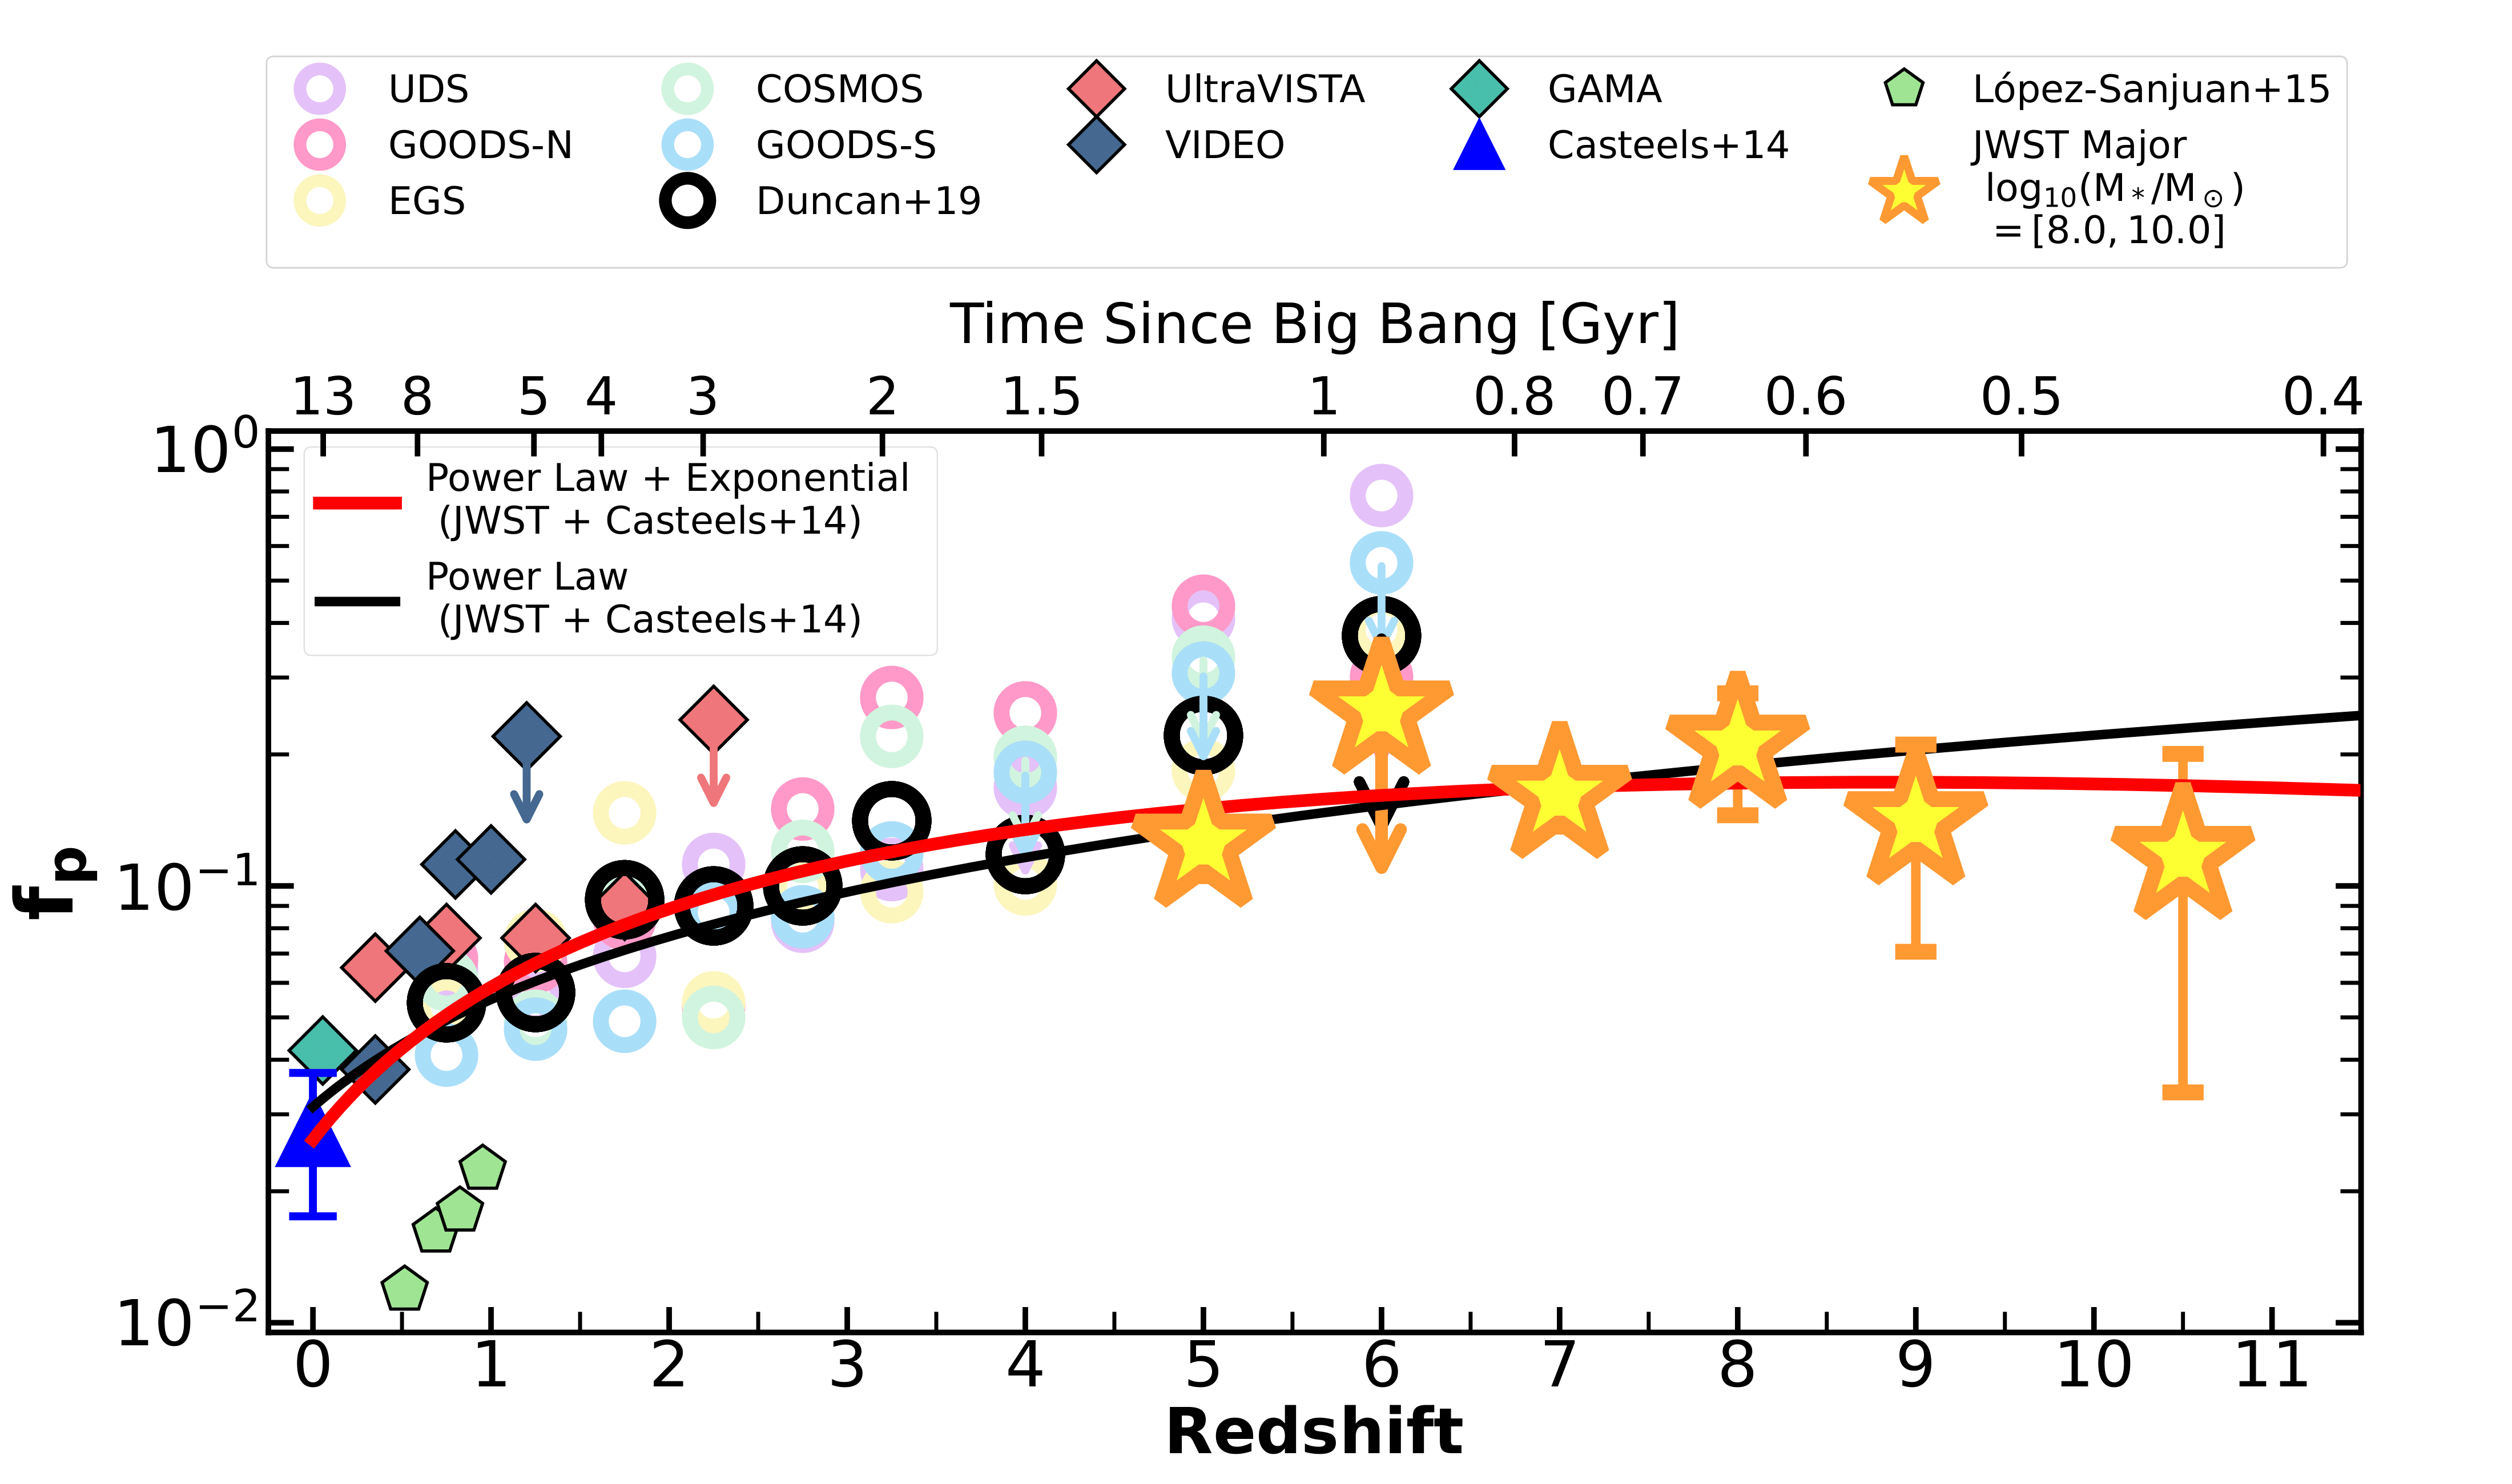 UDS
GOODS-N
EGS
COSMOS
GOODS-S
Duncan+19
UltraVISTA
VIDEO
GAMA
Casteels+14
López-Sanjuan+15
JWST Major
log₁₀(M*/M⊙)
= [8.0, 10.0]
Time Since Big Bang [Gyr]
13 8 5 4 3 2 1.5 1 0.8 0.7 0.6 0.5 0.4
Power Law + Exponential
(JWST + Casteels+14)
Power Law
(JWST + Casteels+14)
10⁰
10⁻¹
10⁻²
fₚ
0 1 2 3 4 5 6 7 8 9 10 11
Redshift